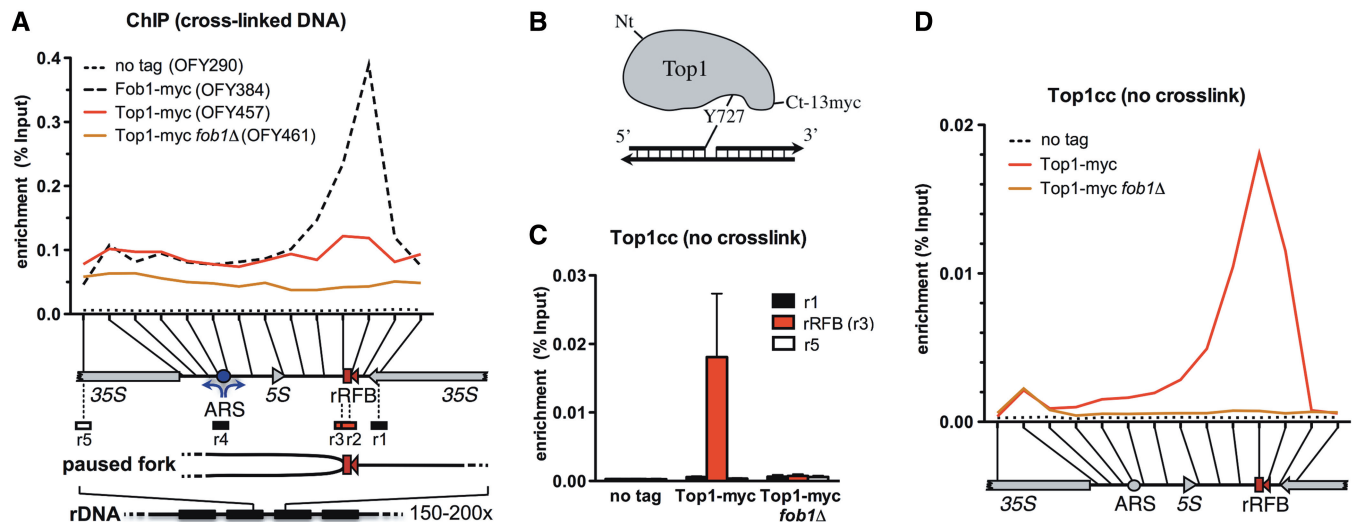 A
ChIP (cross-linked DNA)
enrichment (% Input)
0.4
0.3
0.2
0.1
0.0
no tag (OFY290)
Fob1-myc (OFY384)
Top1-myc (OFY457)
Top1-myc fob1Δ (OFY461)
35S
ARS
5S
rRFB
35S
r5
r4
r3 r2
r1
paused fork
rDNA
150-200x
B
Nt
Top1
Ct-13myc
Y727
5’
3’
C
Top1cc (no crosslink)
enrichment (% Input)
0.03
0.02
0.01
0.00
r1
rRFB (r3)
r5
no tag
Top1-myc
Top1-myc
fob1Δ
D
Top1cc (no crosslink)
enrichment (% Input)
0.02
0.01
0.00
no tag
Top1-myc
Top1-myc fob1Δ
35S
ARS
5S
rRFB